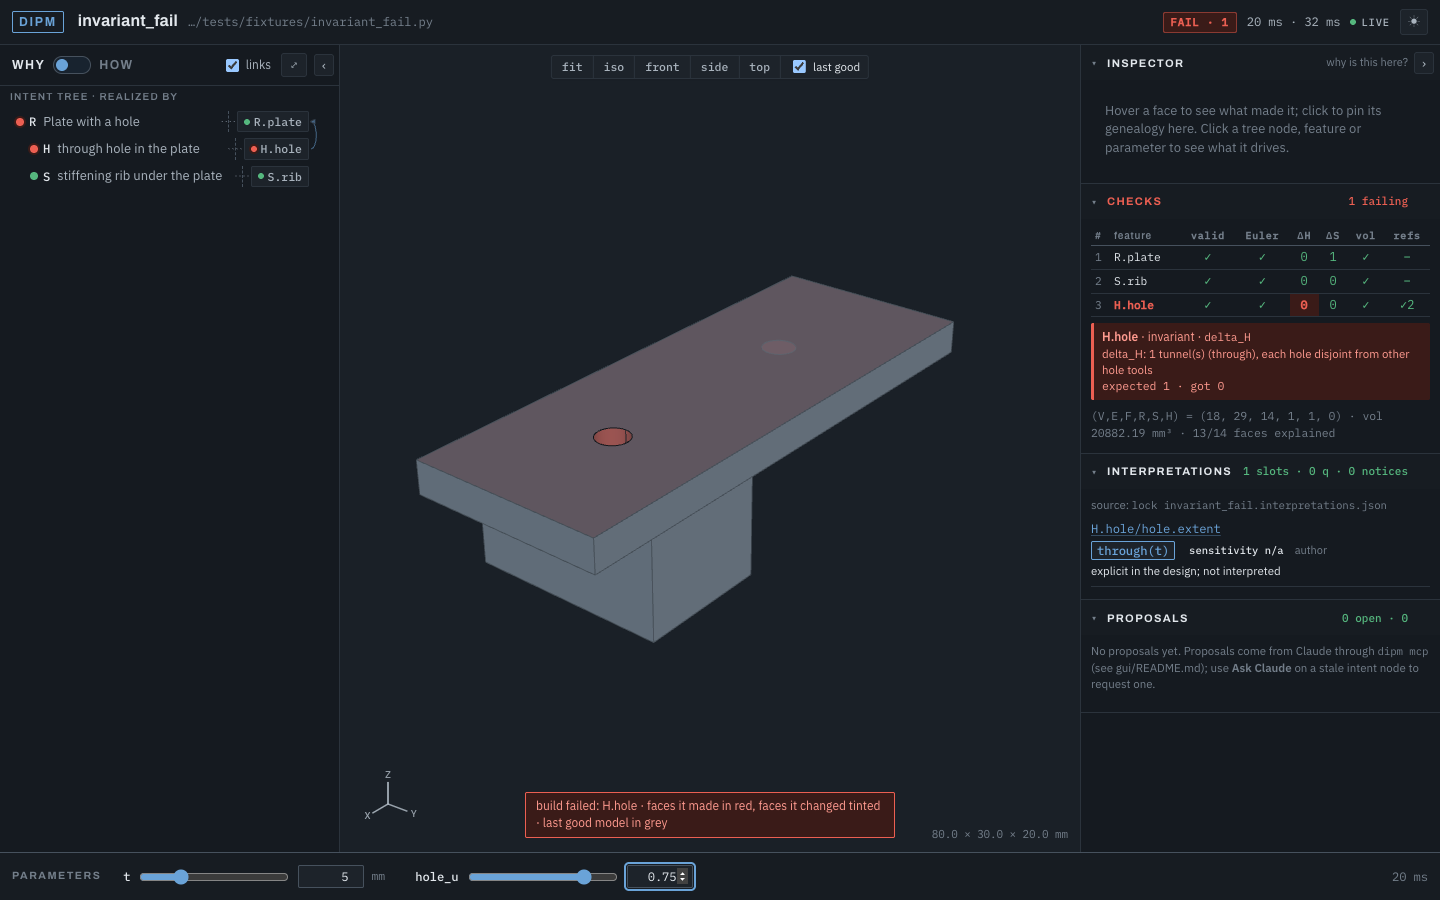 DIPM invariant_fail …/tests/fixtures/invariant_fail.py FAIL · 1 20 ms · 32 ms LIVE
WHY HOW ✓ links ‹
fit iso front side top ✓ last good
INSPECTOR why is this here? ›
INTENT TREE · REALIZED BY
R Plate with a hole R.plate
H through hole in the plate H.hole
S stiffening rib under the plate S.rib
Hover a face to see what made it; click to pin its
genealogy here. Click a tree node, feature or
parameter to see what it drives.
CHECKS 1 failing
# feature valid Euler ΔH ΔS vol refs
1 R.plate ✓ ✓ 0 1 ✓ –
2 S.rib ✓ ✓ 0 0 ✓ –
3 H.hole ✓ ✓ 0 0 ✓ ✓2
H.hole · invariant · delta_H
delta_H: 1 tunnel(s) (through), each hole disjoint from other
hole tools
expected 1 · got 0
(V,E,F,R,S,H) = (18, 29, 14, 1, 1, 0) · vol
20882.19 mm³ · 13/14 faces explained
INTERPRETATIONS 1 slots · 0 q · 0 notices
source: lock invariant_fail.interpretations.json
H.hole/hole.extent
through(t) sensitivity n/a author
explicit in the design; not interpreted
PROPOSALS 0 open · 0
No proposals yet. Proposals come from Claude through dipm mcp
(see gui/README.md); use Ask Claude on a stale intent node to
request one.
Z
X Y
build failed: H.hole · faces it made in red, faces it changed tinted
· last good model in grey
80.0 × 30.0 × 20.0 mm
PARAMETERS t 5 mm hole_u 0.75 20 ms